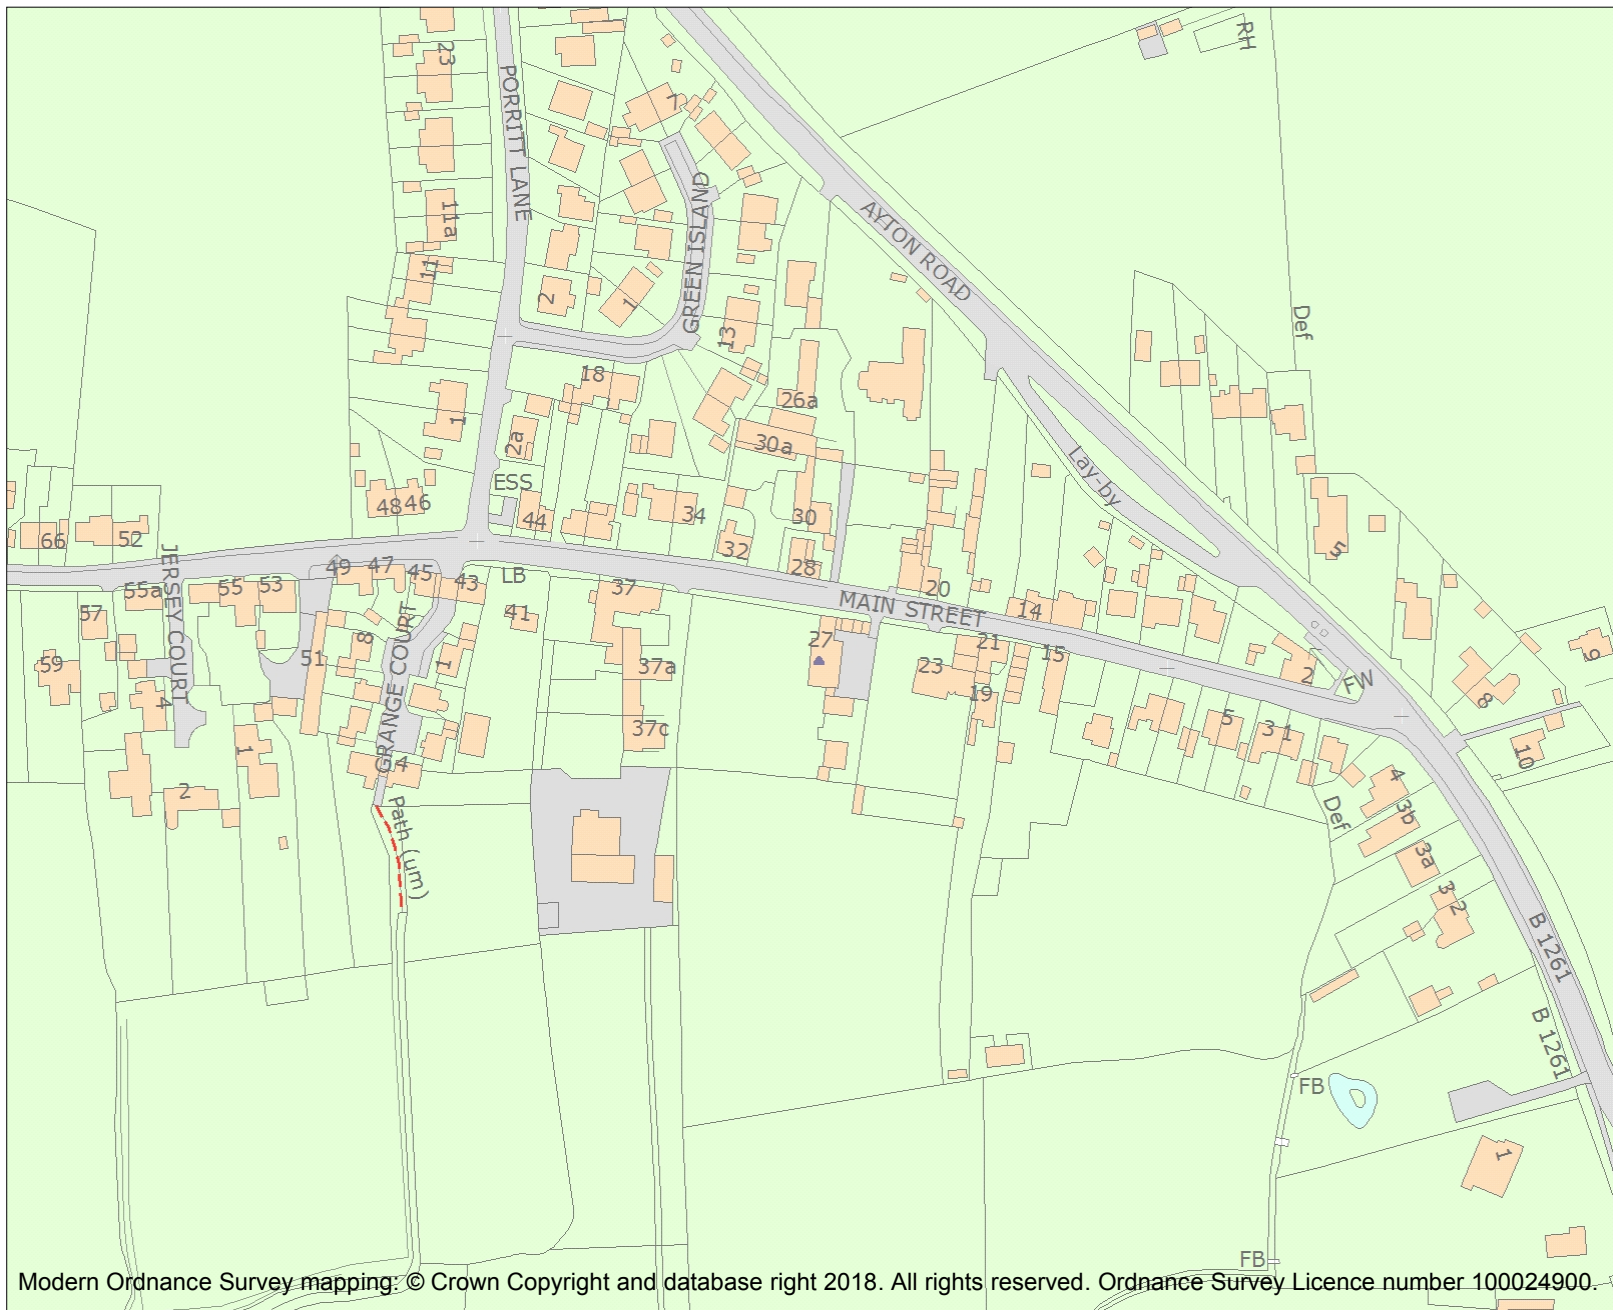 23
PORRITT LANE
RH
7
11a
GREEN ISLAND
AYTON ROAD
11
2
1
13
Def
18
26a
1
2a
30a
Lay-by
ESS
48
46
44
34
30
66
52
32
5
JERSEY COURT
49
47
45
43
LB
28
20
55a
55
53
37
MAIN STREET
14
57
41
27
21
8
GRANGE COURT
1
15
59
51
37a
23
9
2
FW
4
19
8
37c
5
3
1
1
10
4
2
4
Path (um)
Def
3b
3a
3
2
B 1261
B 1261
FB
1
FB
Modern Ordnance Survey mapping: © Crown Copyright and database right 2018. All rights reserved. Ordnance Survey Licence number 100024900.